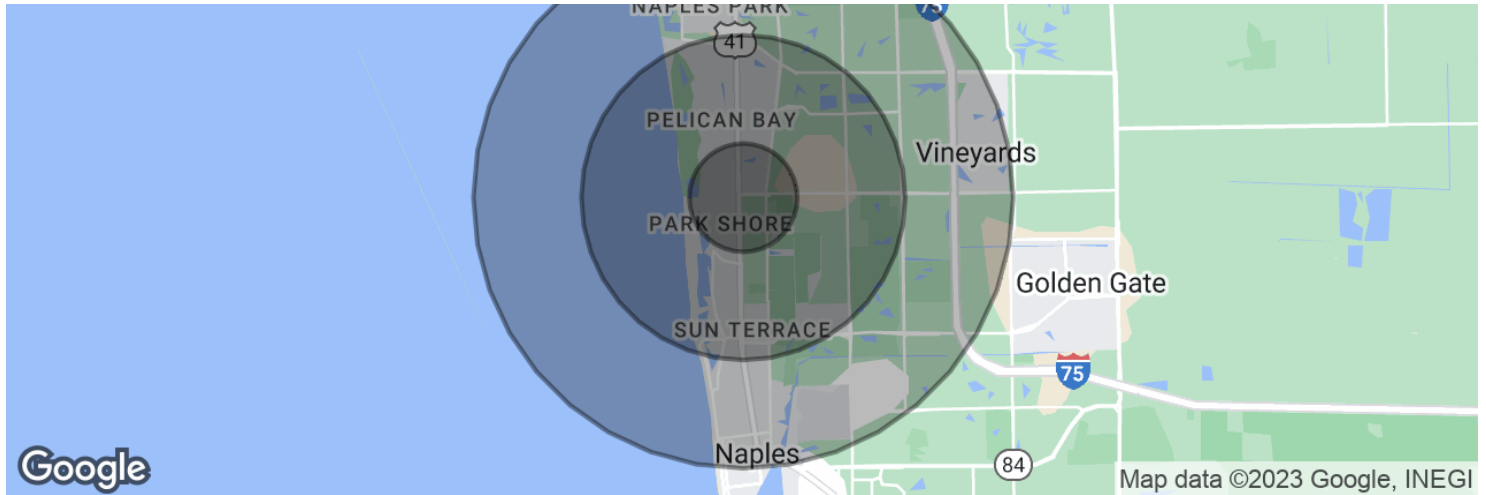 NAPLES PARK
75
41
PELICAN BAY
Vineyards
PARK SHORE
Golden Gate
SUN TERRACE
75
Naples
84
Google
Map data ©2023 Google, INEGI